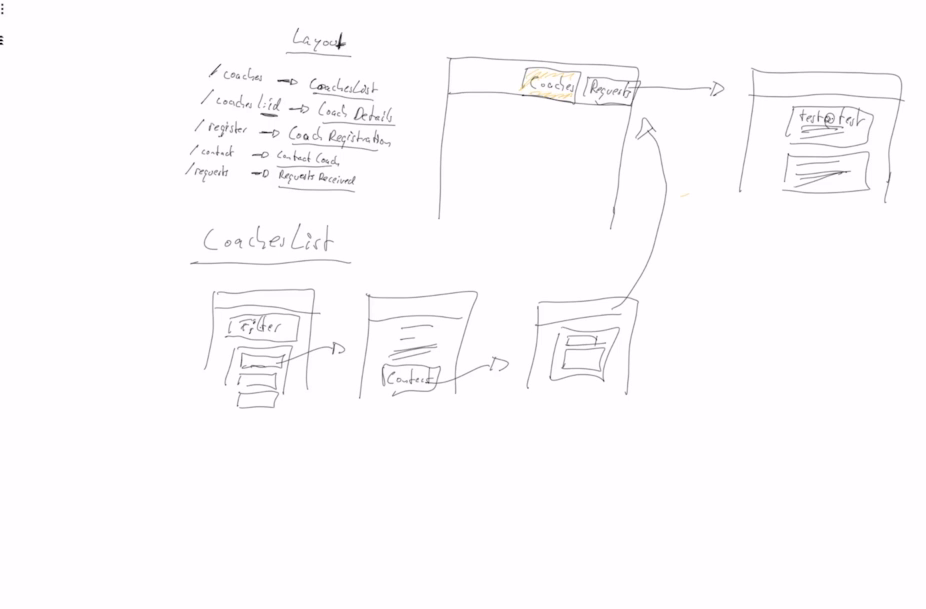 Layout
/coaches → CoachesList
/coaches/:id → Coach Details
/register → Coach Registration
/contact → Contact Coach
/requests → Requests Received
Coaches
Requests
test@test
CoachesList
Filter
Contact